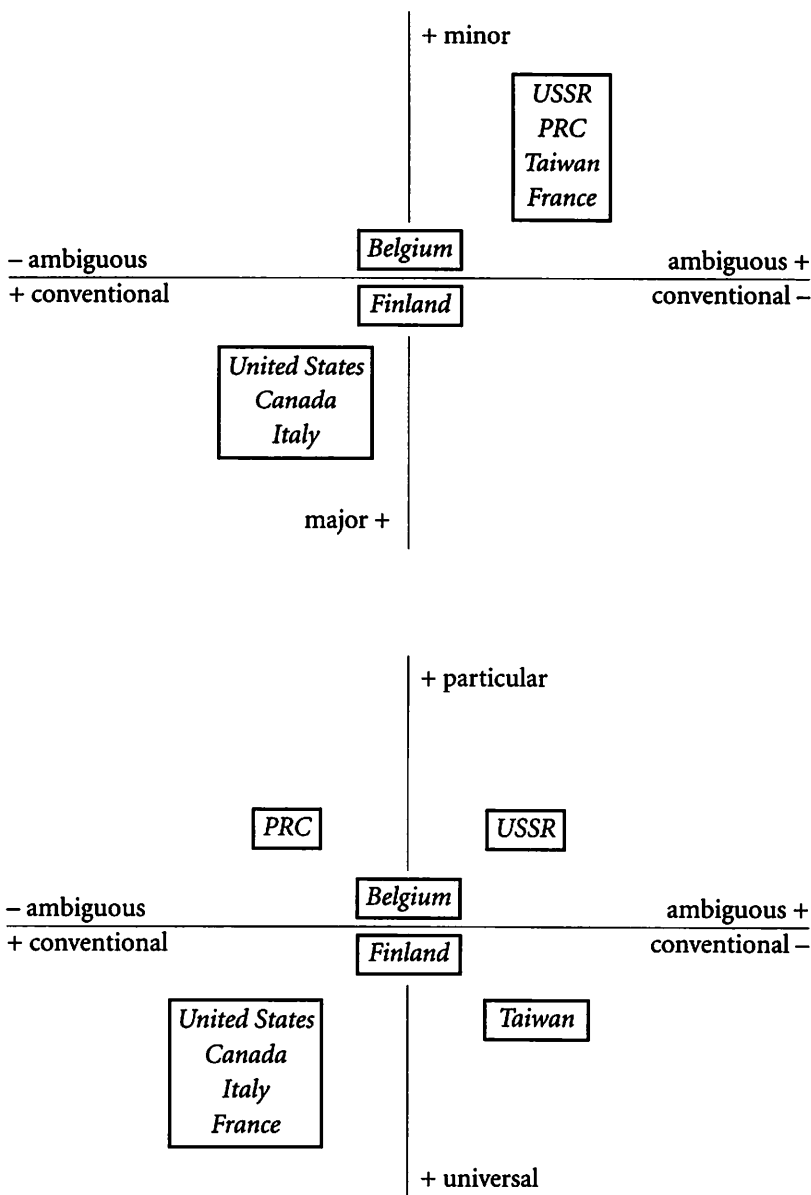 + minor
USSR
PRC
Taiwan
France
Belgium
– ambiguous
ambiguous +
+ conventional
Finland
conventional –
United States
Canada
Italy
major +
+ particular
PRC
USSR
Belgium
– ambiguous
ambiguous +
+ conventional
Finland
conventional –
United States
Canada
Italy
France
Taiwan
+ universal